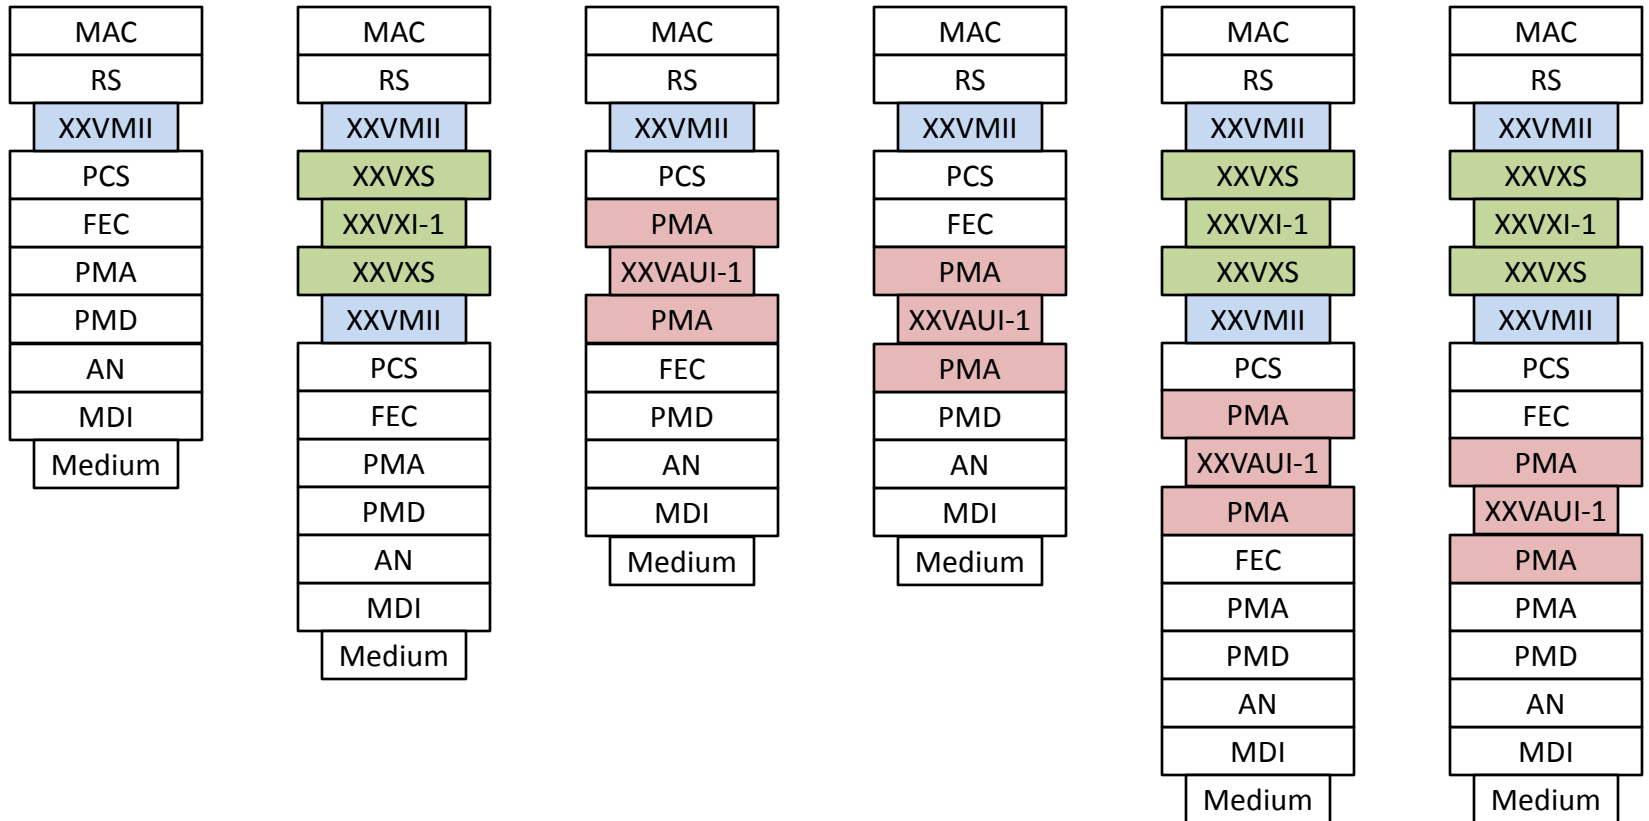 MAC
RS
XXVMII
PCS
FEC
PMA
PMD
AN
MDI
Medium
MAC
RS
XXVMII
XXVXS
XXVXI-1
XXVXS
XXVMII
PCS
FEC
PMA
PMD
AN
MDI
Medium
MAC
RS
XXVMII
PCS
PMA
XXVAUI-1
PMA
FEC
PMD
AN
MDI
Medium
MAC
RS
XXVMII
PCS
FEC
PMA
XXVAUI-1
PMA
PMD
AN
MDI
Medium
MAC
RS
XXVMII
XXVXS
XXVXI-1
XXVXS
XXVMII
PCS
PMA
XXVAUI-1
PMA
FEC
PMA
PMD
AN
MDI
Medium
MAC
RS
XXVMII
XXVXS
XXVXI-1
XXVXS
XXVMII
PCS
FEC
PMA
XXVAUI-1
PMA
PMA
PMD
AN
MDI
Medium